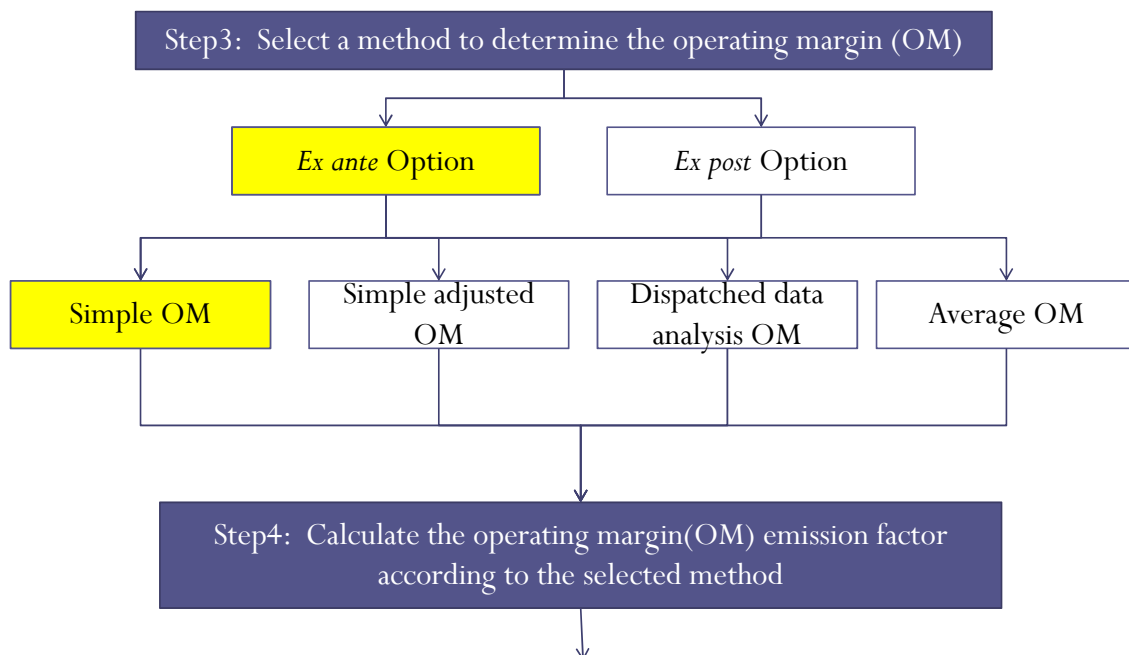 Step3: Select a method to determine the operating margin (OM)
Ex ante Option
Ex post Option
Simple OM
Simple adjusted
OM
Dispatched data
analysis OM
Average OM
Step4: Calculate the operating margin(OM) emission factor
according to the selected method